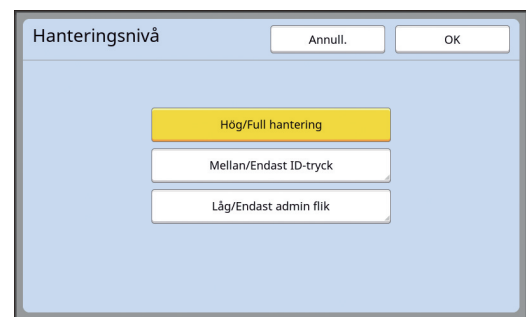 Hanteringsnivå
Annull.
OK
Hög/Full hantering
Mellan/Endast ID-tryck
Låg/Endast admin flik